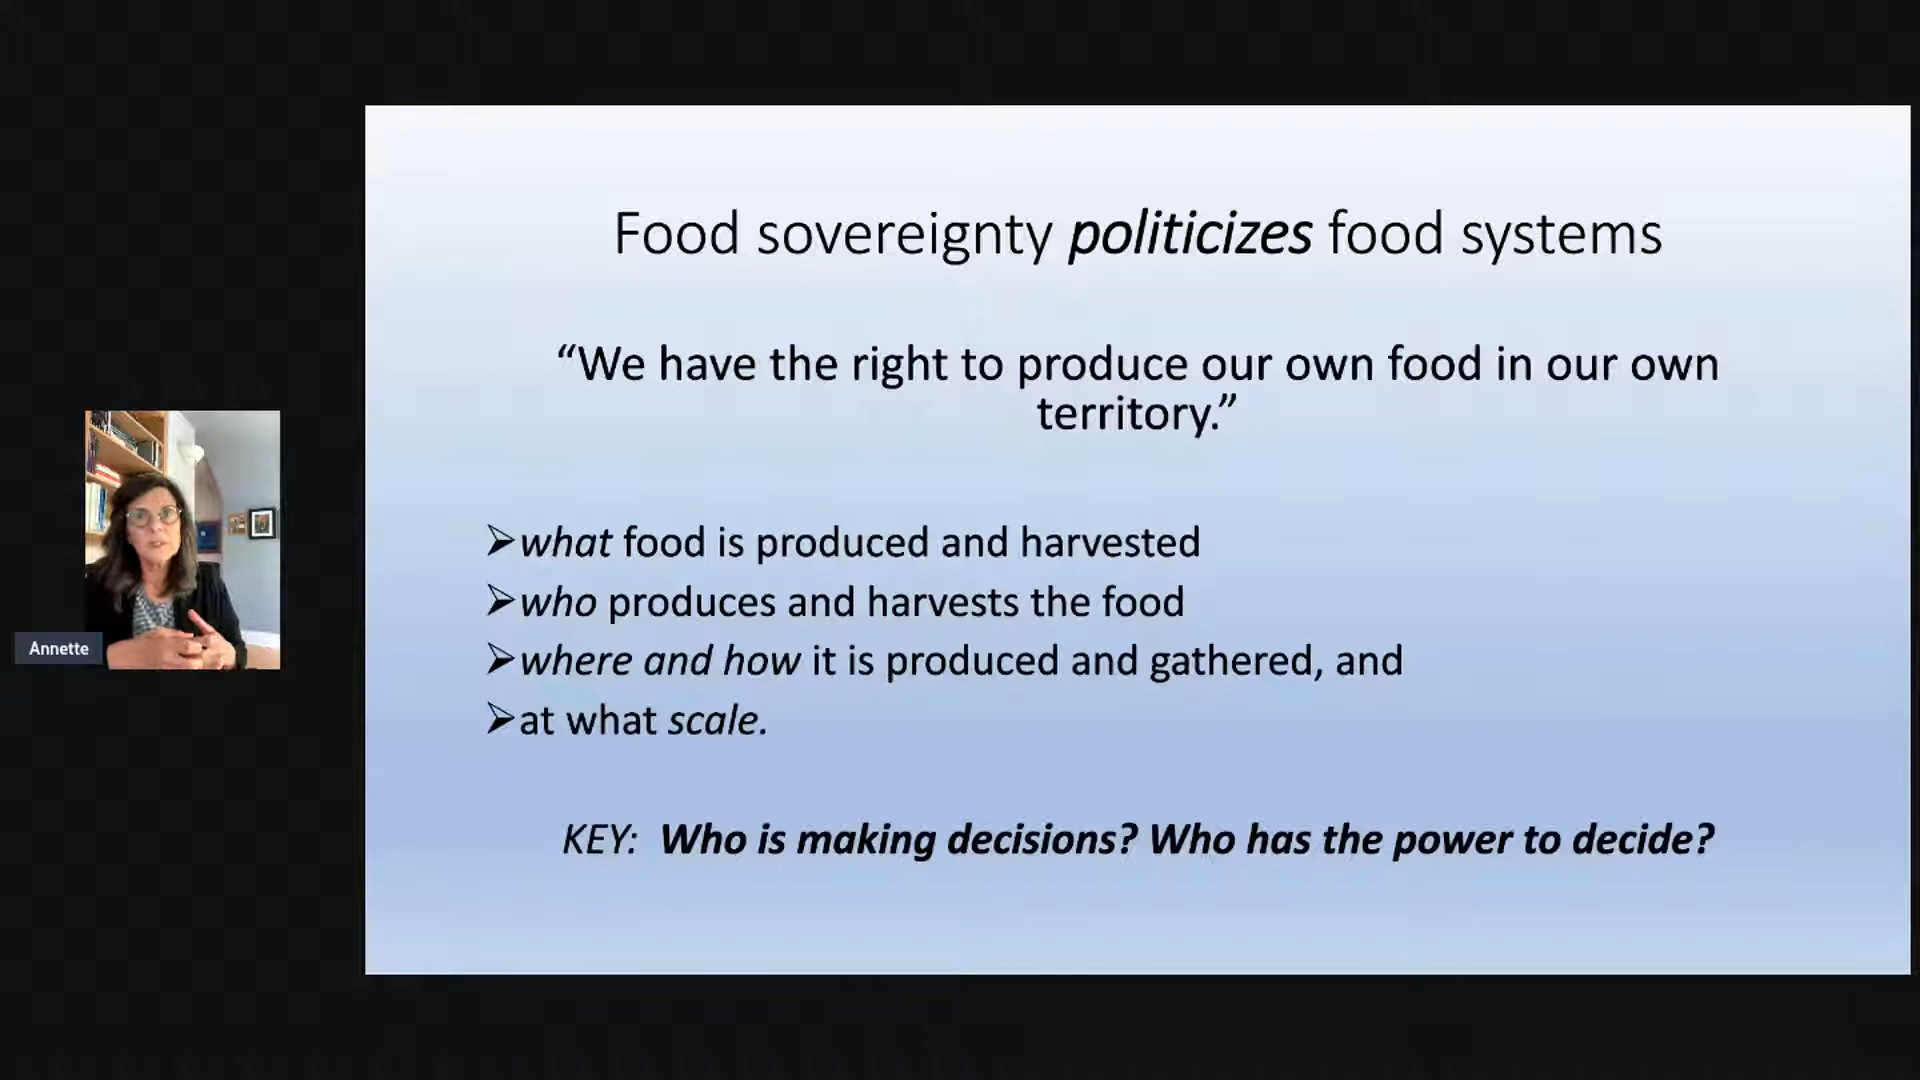 Food sovereignty politicizes food systems
“We have the right to produce our own food in our own
territory.”
➢what food is produced and harvested
➢who produces and harvests the food
➢where and how it is produced and gathered, and
➢at what scale.
KEY: Who is making decisions? Who has the power to decide?
Annette